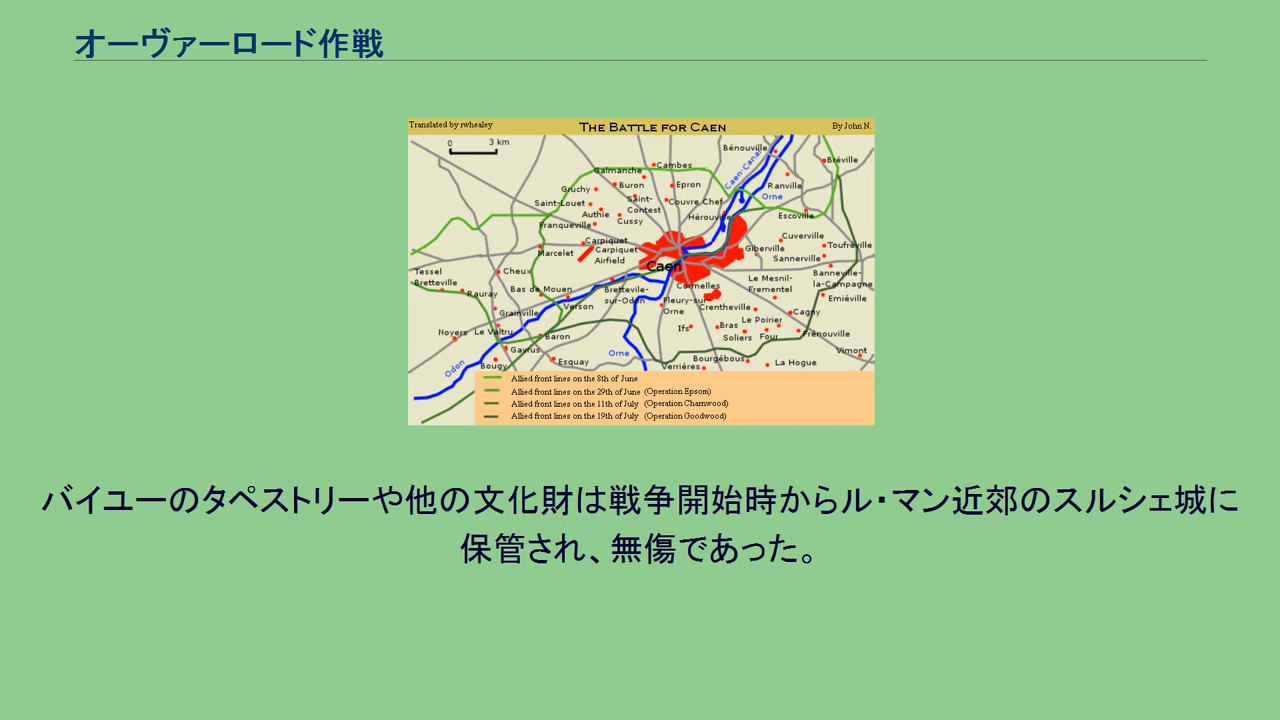 オーヴァーロード作戦
Translated by rwhealey
THE BATTLE FOR CAEN
By John N.
0 3 km
Bénouville
Caen-Canal
Bréville
Cambes
Galmanche
Buron
Epron
Ranville
Gruchy
Orne
Saint-Louet
Saint-Contest
Couvre Chef
Authie
Cussy
Hérouville
Escoville
Franqueville
Carpiquet
Cuverville
Marcelet
Carpiquet
Airfield
Giberville
Toufréville
Sannerville
Caen
Tessel
Bretteville
Cheux
Banneville-
la-Campagne
Le Mesnil-
Frementel
Cormelles
Rauray
Bas de Mouen
Brettevile-
sur-Odon
Emiéville
Verson
Fleury-sur-
Orne
Crentheville
Grainville
Cagny
Le Poirier
Noyers
Le Valtru
Ifs
Bras
Baron
Soliers
Four
Frénouville
Gavrus
Orne
Vimont
Esquay
Bourgébous
La Hogue
Bougy
Verrières
Odon
Allied front lines on the 8th of June
Allied front lines on the 29th of June (Operation Epsom)
Allied front lines on the 11th of July (Operation Charnwood)
Allied front lines on the 19th of July (Operation Goodwood)
バイユーのタペストリーや他の文化財は戦争開始時からル・マン近郊のスルシェ城に
保管され、無傷であった。